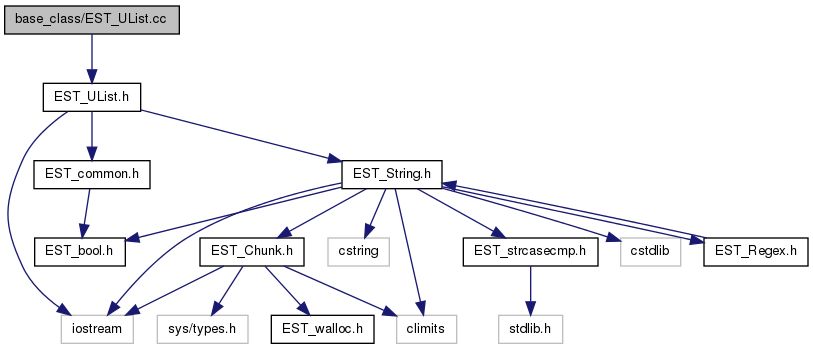 base_class/EST_UList.cc
EST_UList.h
EST_common.h
EST_String.h
EST_bool.h
EST_Chunk.h
cstring
EST_strcasecmp.h
cstdlib
EST_Regex.h
iostream
sys/types.h
EST_walloc.h
climits
stdlib.h